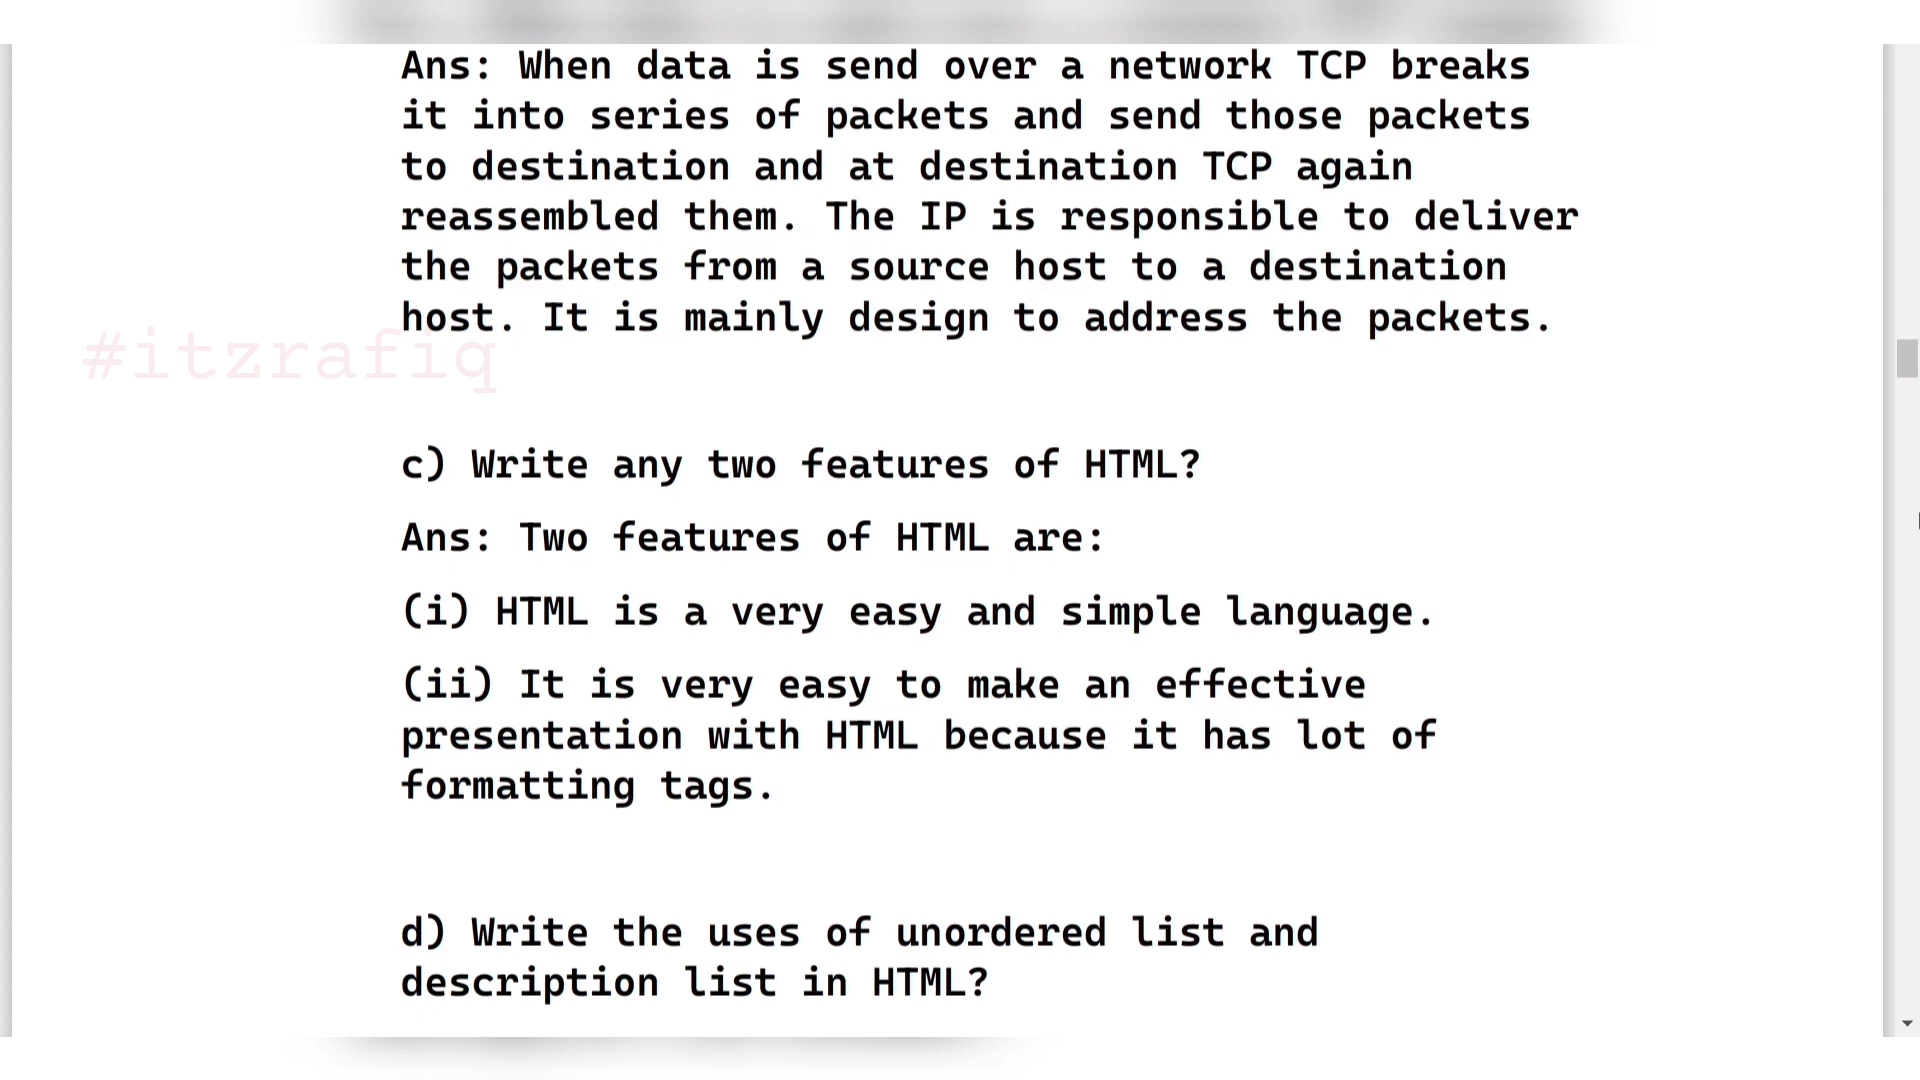 Ans: When data is send over a network TCP breaks
it into series of packets and send those packets
to destination and at destination TCP again
reassembled them. The IP is responsible to deliver
the packets from a source host to a destination
host. It is mainly design to address the packets.
#itzrafiq
c) Write any two features of HTML?
Ans: Two features of HTML are:
(i) HTML is a very easy and simple language.
(ii) It is very easy to make an effective
presentation with HTML because it has lot of
formatting tags.
d) Write the uses of unordered list and
description list in HTML?